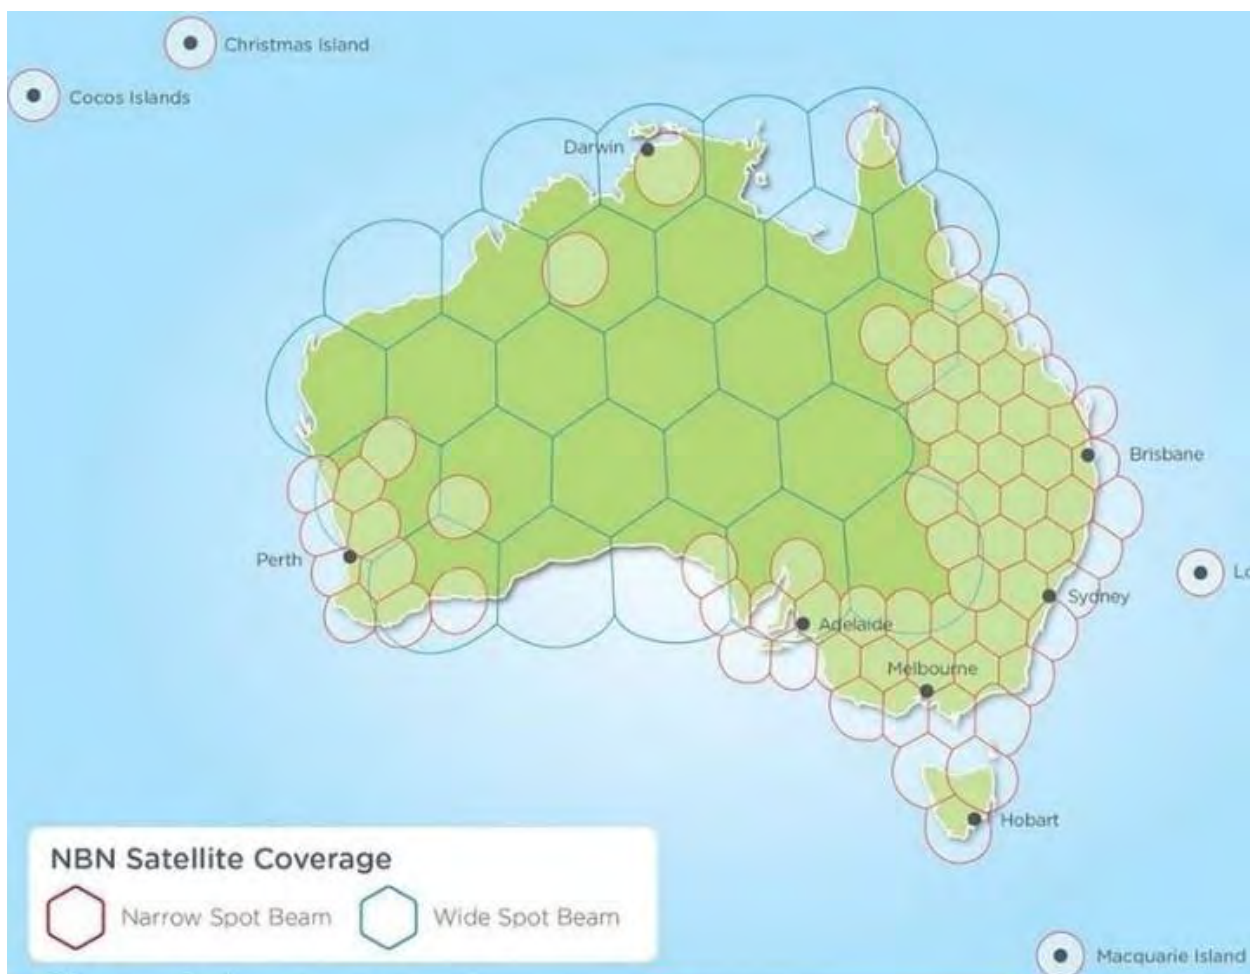 Christmas Island
Cocos Islands
Darwin
Brisbane
Perth
Lo
Sydney
Adelaide
Melbourne
Hobart
NBN Satellite Coverage
Narrow Spot Beam
Wide Spot Beam
Macquarie Island